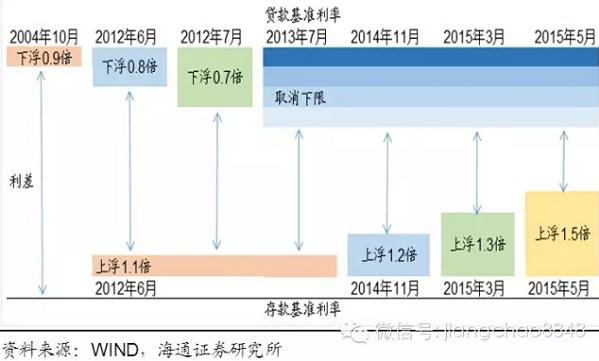 贷款基准利率
2004年10月 2012年6月 2012年7月 2013年7月 2014年11月 2015年3月 2015年5月
下浮0.9倍 下浮0.8倍 下浮0.7倍
取消下限
利差
上浮1.1倍 上浮1.2倍 上浮1.3倍 上浮1.5倍
2012年6月 2014年11月 2015年3月 2015年5月
存款基准利率
微信号: jiangchao8848
资料来源：WIND，海通证券研究所